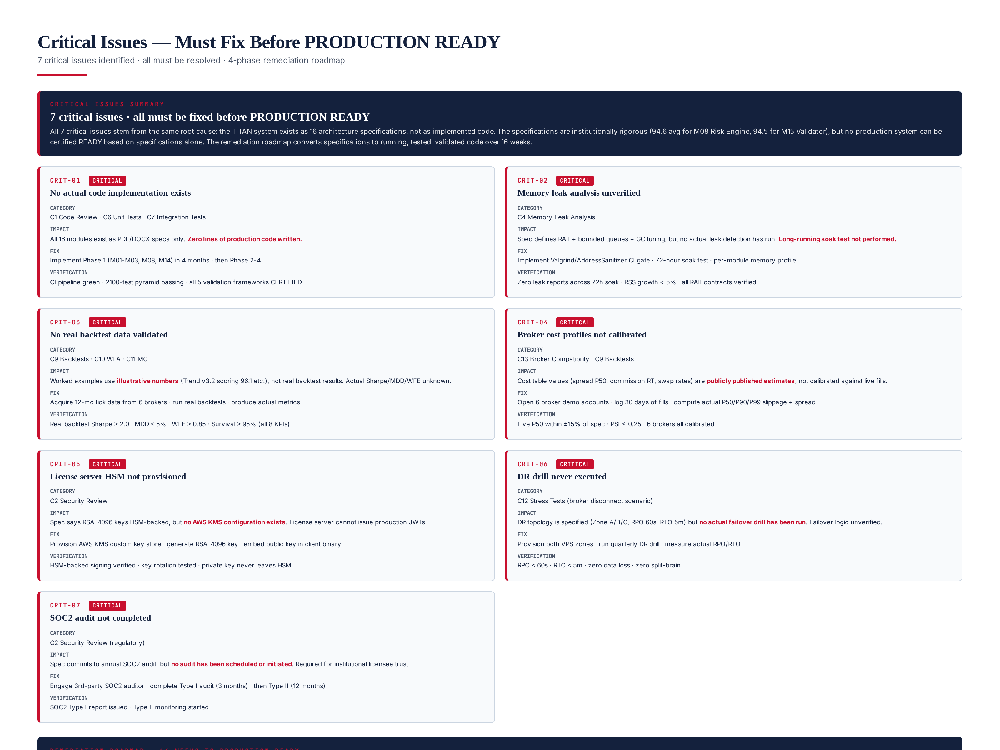 Critical Issues — Must Fix Before PRODUCTION READY
7 critical issues identified · all must be resolved · 4-phase remediation roadmap
CRITICAL ISSUES SUMMARY
7 critical issues · all must be fixed before PRODUCTION READY
All 7 critical issues stem from the same root cause: the TITAN system exists as 16 architecture specifications, not as implemented code. The specifications are institutionally rigorous (94.6 avg for M08 Risk Engine, 94.5 for M15 Validator), but no production system can be
certified READY based on specifications alone. The remediation roadmap converts specifications to running, tested, validated code over 16 weeks.
CRIT-01 CRITICAL
No actual code implementation exists
CATEGORY
C1 Code Review · C6 Unit Tests · C7 Integration Tests
IMPACT
All 16 modules exist as PDF/DOCX specs only. Zero lines of production code written.
FIX
Implement Phase 1 (M01-M03, M08, M14) in 4 months · then Phase 2-4
VERIFICATION
CI pipeline green · 2100-test pyramid passing · all 5 validation frameworks CERTIFIED
CRIT-02 CRITICAL
Memory leak analysis unverified
CATEGORY
C4 Memory Leak Analysis
IMPACT
Spec defines RAII + bounded queues + GC tuning, but no actual leak detection has run. Long-running soak test not performed.
FIX
Implement Valgrind/AddressSanitizer CI gate · 72-hour soak test · per-module memory profile
VERIFICATION
Zero leak reports across 72h soak · RSS growth < 5% · all RAII contracts verified
CRIT-03 CRITICAL
No real backtest data validated
CATEGORY
C9 Backtests · C10 WFA · C11 MC
IMPACT
Worked examples use illustrative numbers (Trend v3.2 scoring 96.1 etc.), not real backtest results. Actual Sharpe/MDD/WFE unknown.
FIX
Acquire 12-mo tick data from 6 brokers · run real backtests · produce actual metrics
VERIFICATION
Real backtest Sharpe ≥ 2.0 · MDD ≤ 5% · WFE ≥ 0.85 · Survival ≥ 95% (all 8 KPIs)
CRIT-04 CRITICAL
Broker cost profiles not calibrated
CATEGORY
C13 Broker Compatibility · C9 Backtests
IMPACT
Cost table values (spread P50, commission RT, swap rates) are publicly published estimates, not calibrated against live fills.
FIX
Open 6 broker demo accounts · log 30 days of fills · compute actual P50/P90/P99 slippage + spread
VERIFICATION
Live P50 within ±15% of spec · PSI < 0.25 · 6 brokers all calibrated
CRIT-05 CRITICAL
License server HSM not provisioned
CATEGORY
C2 Security Review
IMPACT
Spec says RSA-4096 keys HSM-backed, but no AWS KMS configuration exists. License server cannot issue production JWTs.
FIX
Provision AWS KMS custom key store · generate RSA-4096 key · embed public key in client binary
VERIFICATION
HSM-backed signing verified · key rotation tested · private key never leaves HSM
CRIT-06 CRITICAL
DR drill never executed
CATEGORY
C12 Stress Tests (broker disconnect scenario)
IMPACT
DR topology is specified (Zone A/B/C, RPO 60s, RTO 5m) but no actual failover drill has been run. Failover logic unverified.
FIX
Provision both VPS zones · run quarterly DR drill · measure actual RPO/RTO
VERIFICATION
RPO ≤ 60s · RTO ≤ 5m · zero data loss · zero split-brain
CRIT-07 CRITICAL
SOC2 audit not completed
CATEGORY
C2 Security Review (regulatory)
IMPACT
Spec commits to annual SOC2 audit, but no audit has been scheduled or initiated. Required for institutional licensee trust.
FIX
Engage 3rd-party SOC2 auditor · complete Type I audit (3 months) · then Type II (12 months)
VERIFICATION
SOC2 Type I report issued · Type II monitoring started